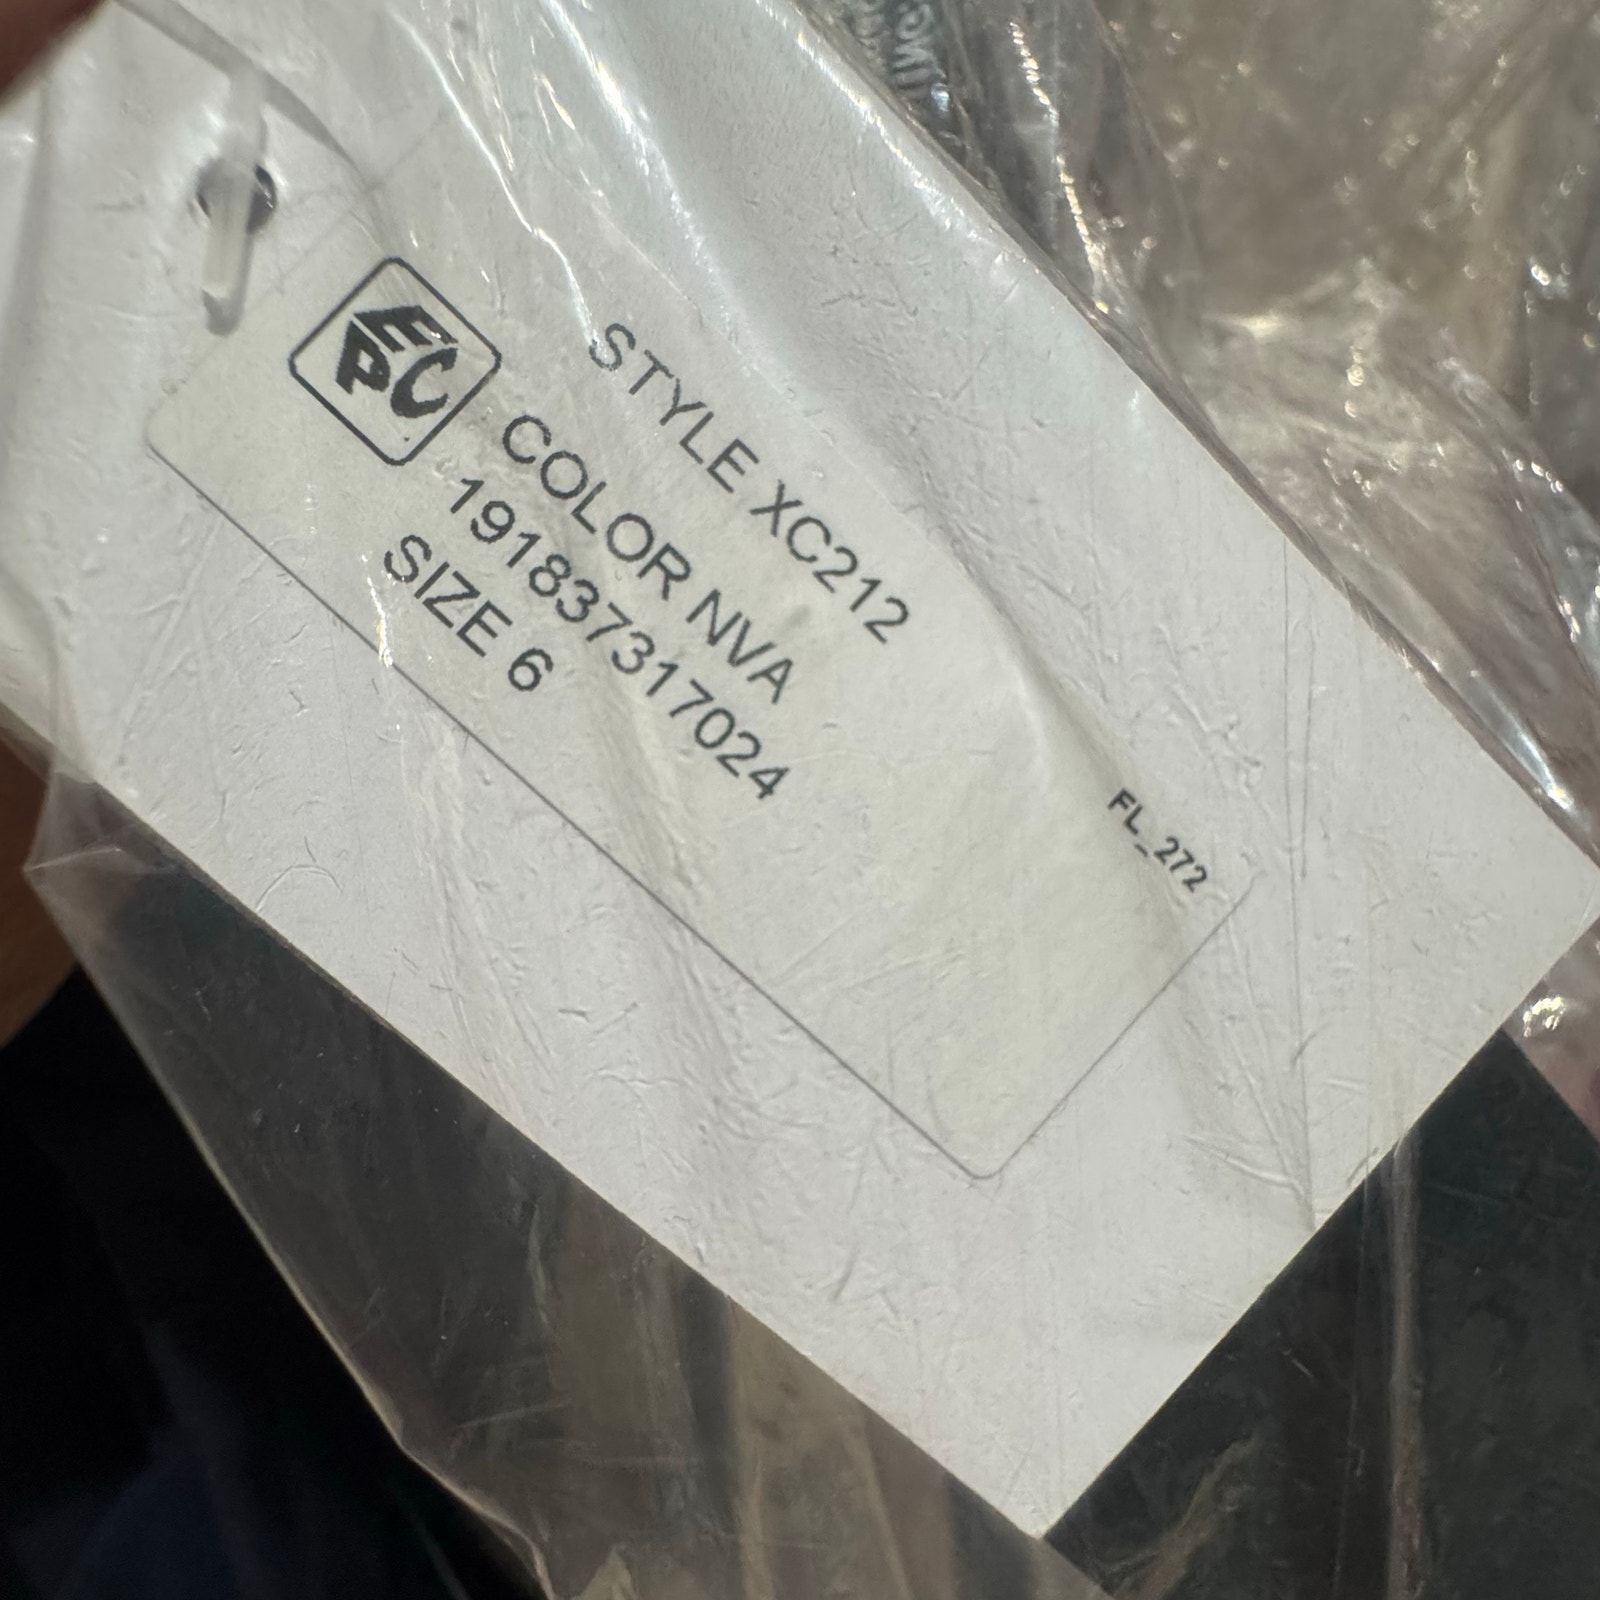 EPC
STYLE XC212
COLOR NVA
191837317024
SIZE 6
FL_272